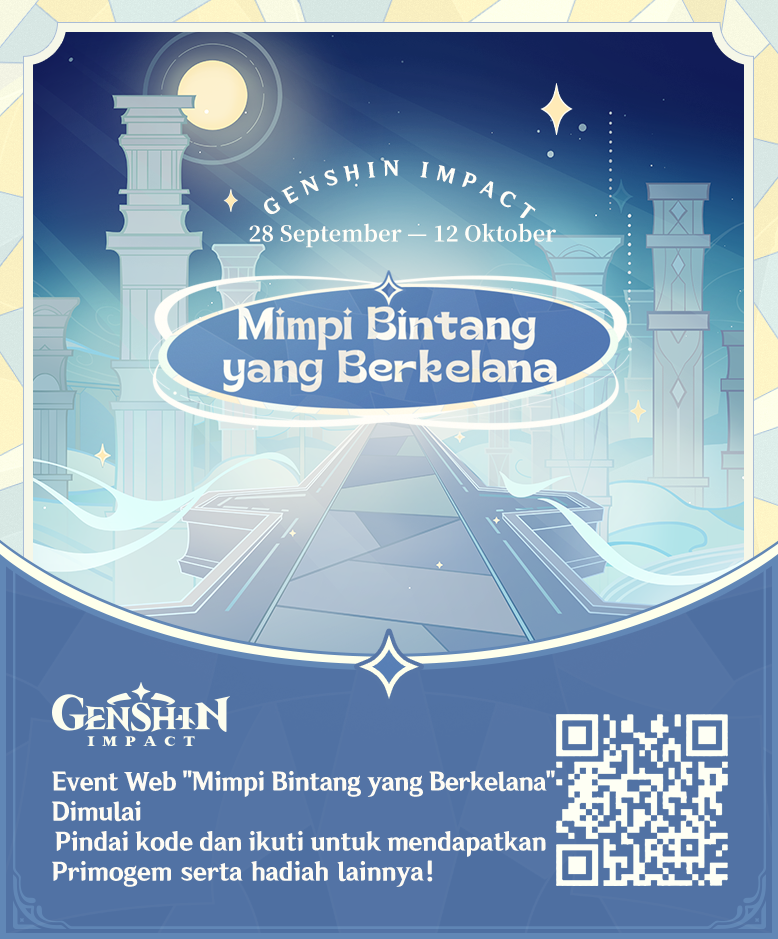 GENSHIN IMPACT
28 September — 12 Oktober
Mimpi Bintang
yang Berkelana
GENSHIN
IMPACT
Event Web "Mimpi Bintang yang Berkelana"
Dimulai
Pindai kode dan ikuti untuk mendapatkan
Primogem serta hadiah lainnya!